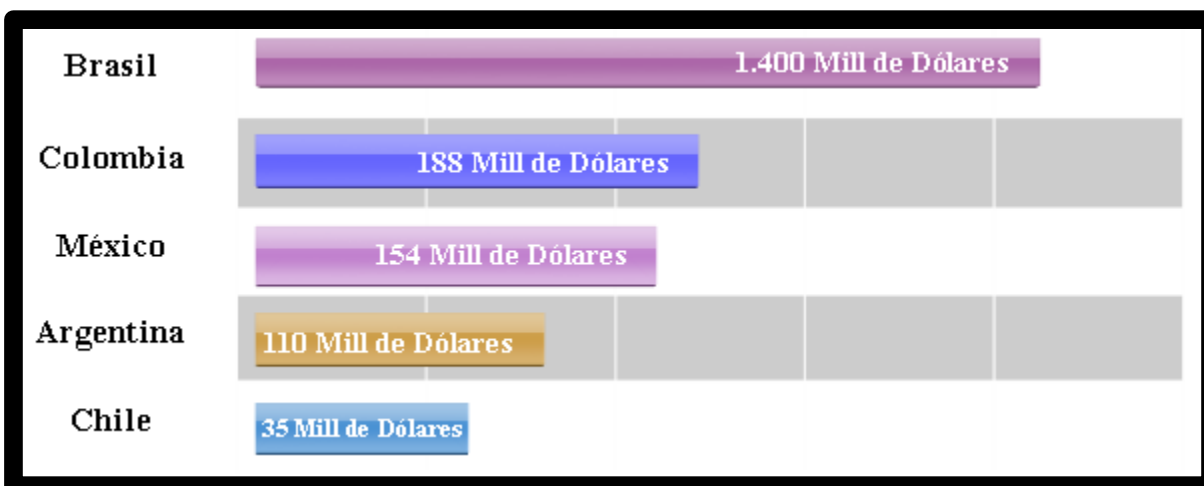 Brasil 1.400 Mill de Dólares
Colombia 188 Mill de Dólares
México 154 Mill de Dólares
Argentina 110 Mill de Dólares
Chile 35 Mill de Dólares